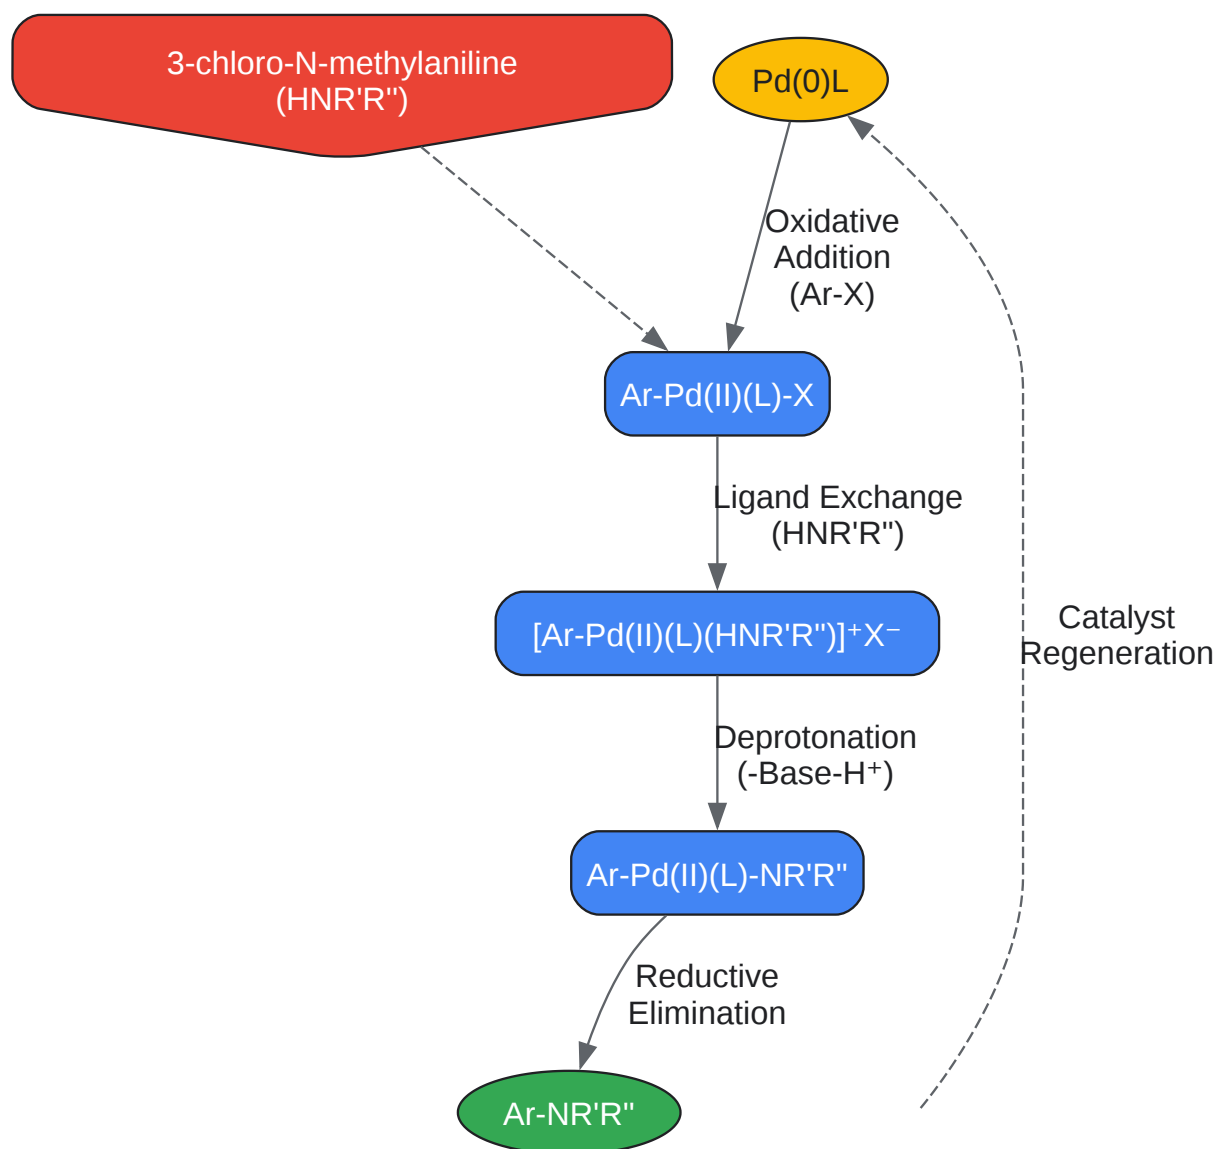 3-chloro-N-methylaniline
(HNR'R'')
Pd(0)L
Oxidative
Addition
(Ar-X)
Ar-Pd(II)(L)-X
Ligand Exchange
(HNR'R'')
[Ar-Pd(II)(L)(HNR'R'')]⁺X⁻
Catalyst
Regeneration
Deprotonation
(-Base-H⁺)
Ar-Pd(II)(L)-NR'R''
Reductive
Elimination
Ar-NR'R''